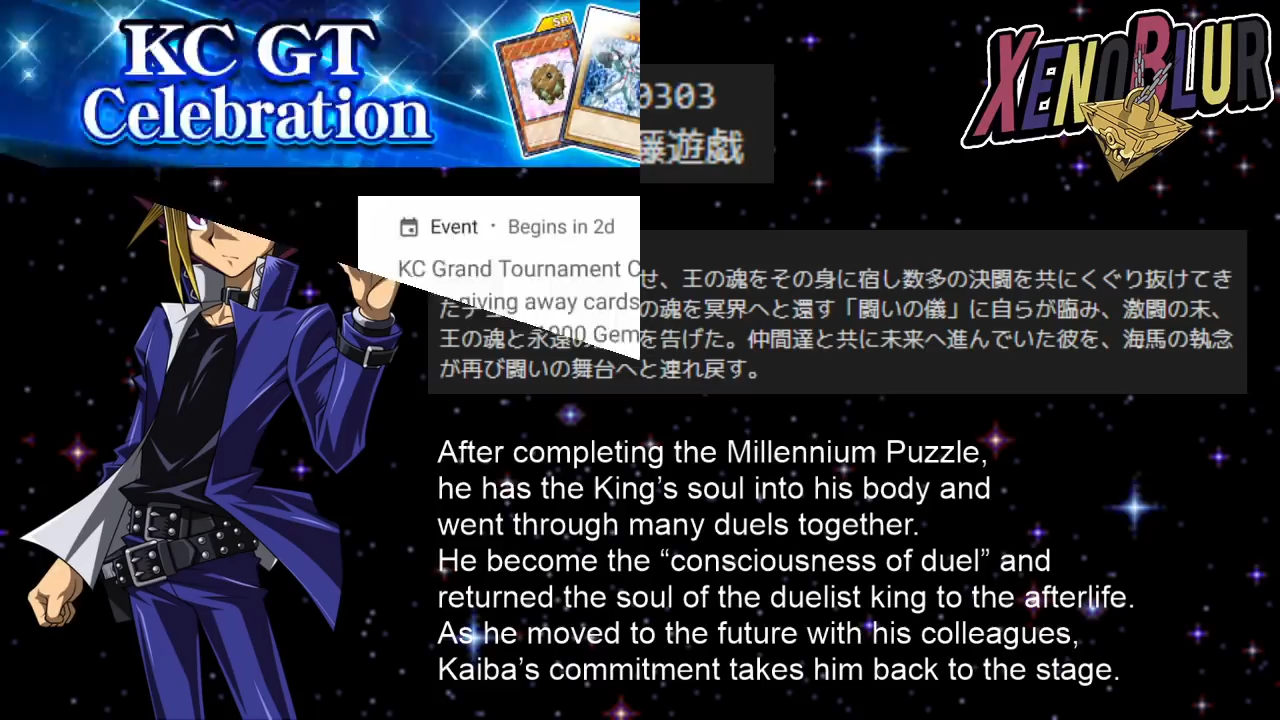 KC GT
Celebration
SR
XENOBLUR
0303
藤遊戯
Event · Begins in 2d
KC Grand Tournament
giving away cards
Gem
せ、王の魂をその身に宿し数多の決闘を共にくぐり抜けてき
の魂を冥界へと還す「闘いの儀」に自らが臨み、激闘の末、
王の魂と永遠を告げた。仲間達と共に未来へ進んでいた彼を、海馬の執念
が再び闘いの舞台へと連れ戻す。
After completing the Millennium Puzzle,
he has the King’s soul into his body and
went through many duels together.
He become the “consciousness of duel” and
returned the soul of the duelist king to the afterlife.
As he moved to the future with his colleagues,
Kaiba’s commitment takes him back to the stage.